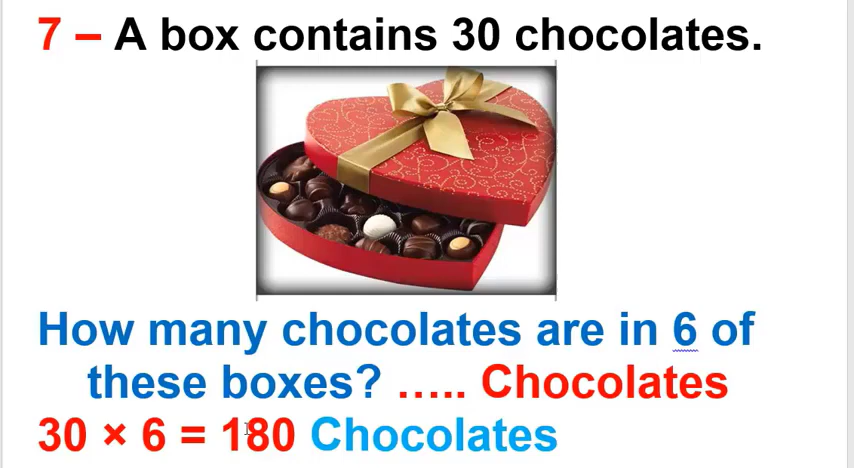 7 – A box contains 30 chocolates.
How many chocolates are in 6 of
these boxes? ..... Chocolates
30 × 6 = 180 Chocolates